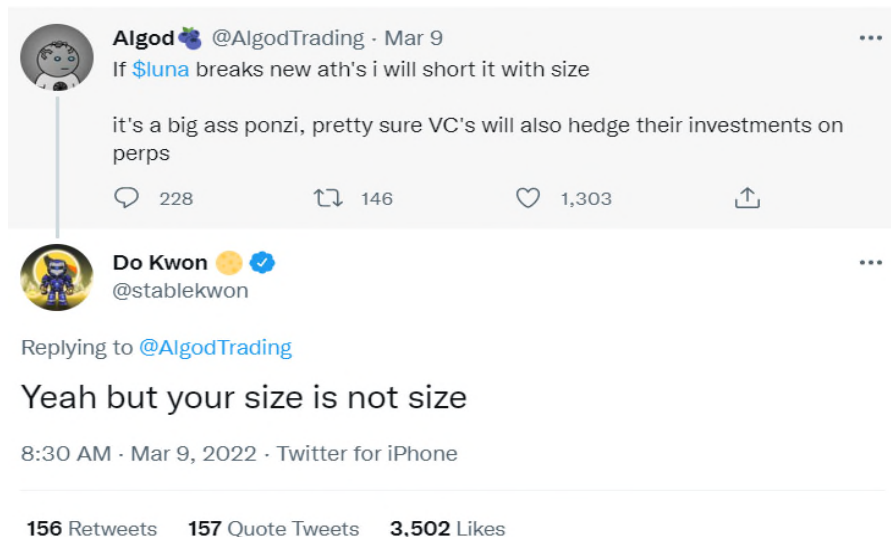 Algod @AlgodTrading · Mar 9
If $luna breaks new ath's i will short it with size
it's a big ass ponzi, pretty sure VC's will also hedge their investments on
perps
228 146 1,303
Do Kwon
@stablekwon
Replying to @AlgodTrading
Yeah but your size is not size
8:30 AM · Mar 9, 2022 · Twitter for iPhone
156 Retweets 157 Quote Tweets 3,502 Likes